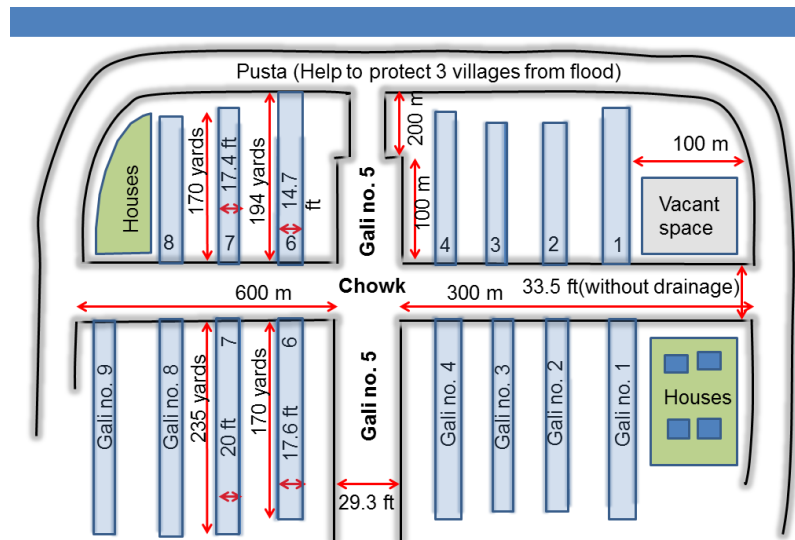 Pusta (Help to protect 3 villages from flood)
Houses
8
170 yards
17.4 ft
7
194 yards
14.7
ft
6
Gali no. 5
200 m
100 m
4
3
2
1
100 m
Vacant
space
600 m
Chowk
300 m
33.5 ft(without drainage)
Gali no. 9
Gali no. 8
235 yards
7
20 ft
170 yards
6
17.6 ft
Gali no. 5
29.3 ft
Gali no. 4
Gali no. 3
Gali no. 2
Gali no. 1
Houses